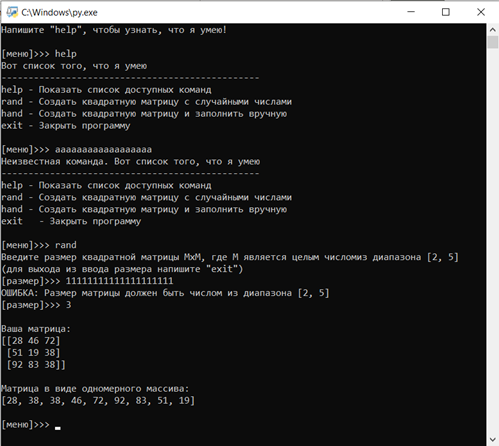 C:\Windows\py.exe
Напишите "help", чтобы узнать, что я умею!
[меню]>>> help
Вот список того, что я умею
----------------------------------------------
help - Показать список доступных команд
rand - Создать квадратную матрицу с случайными числами
hand - Создать квадратную матрицу и заполнить вручную
exit - Закрыть программу
[меню]>>> aaaaaaaaaaaaaaaaaa
Неизвестная команда. Вот список того, что я умею
----------------------------------------------
help - Показать список доступных команд
rand - Создать квадратную матрицу с случайными числами
hand - Создать квадратную матрицу и заполнить вручную
exit   - Закрыть программу
[меню]>>> rand
Введите размер квадратной матрицы MxM, где M является целым числомиз диапазона [2, 5]
(для выхода из ввода размера напишите "exit")
[размер]>>> 11111111111111111111
ОШИБКА: Размер матрицы должен быть числом из диапазона [2, 5]
[размер]>>> 3
Ваша матрица:
[[28 46 72]
 [51 19 38]
 [92 83 38]]
Матрица в виде одномерного массива:
[28, 38, 38, 46, 72, 92, 83, 51, 19]
[меню]>>>